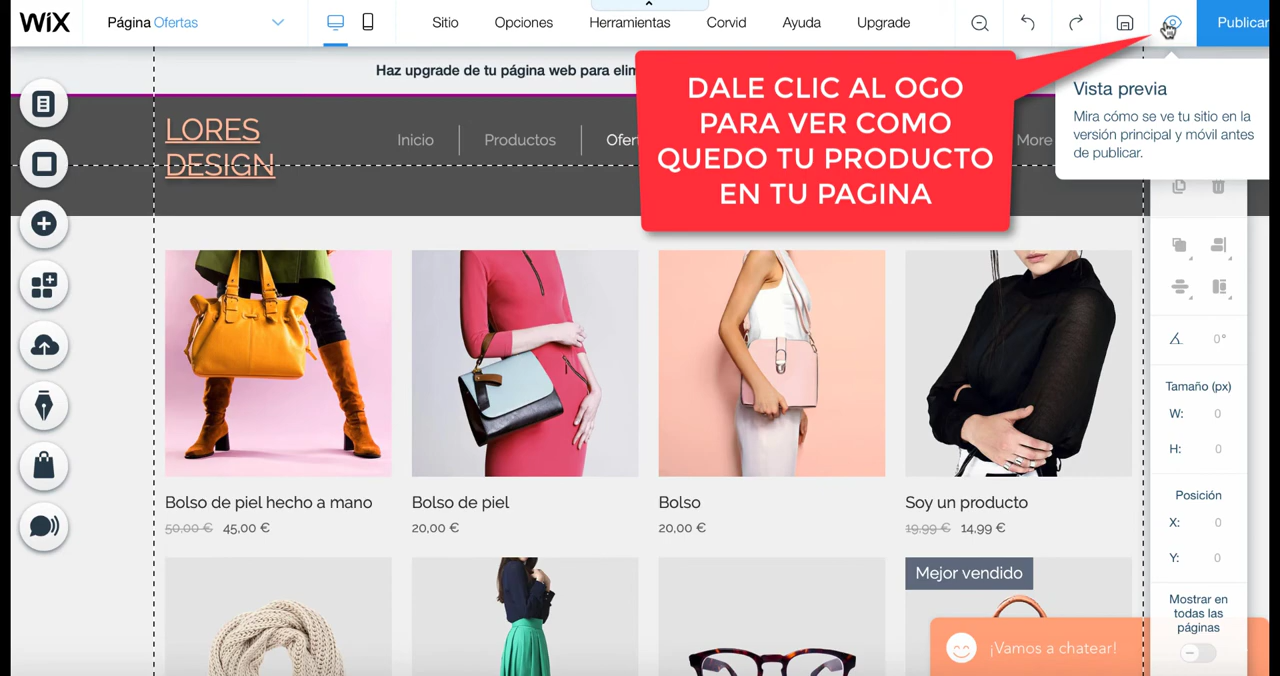 WiX
Página Ofertas
Sitio
Opciones
Herramientas
Corvid
Ayuda
Upgrade
Publicar
Haz upgrade de tu página web para
DALE CLIC AL OGO
PARA VER COMO
QUEDO TU PRODUCTO
EN TU PAGINA
Vista previa
Mira cómo se ve tu sitio en la
versión principal y móvil antes
de publicar.
LORES
DESIGN
Inicio
Productos
More
0°
Tamaño (px)
W: 0
H: 0
Posición
X: 0
Y: 0
Mostrar en
todas las
páginas
Bolso de piel hecho a mano
50,00 € 45,00 €
Bolso de piel
20,00 €
Bolso
20,00 €
Soy un producto
19,99 € 14,99 €
Mejor vendido
¡Vamos a chatear!